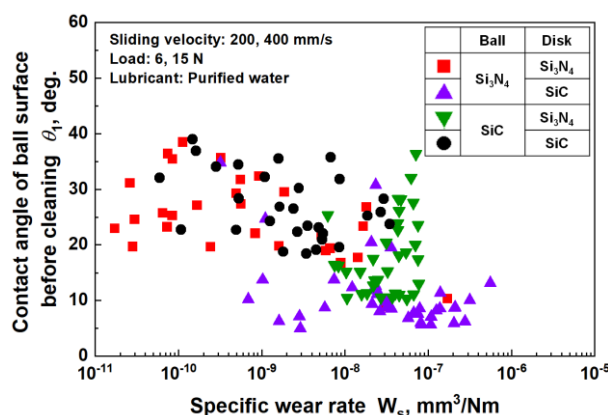 Sliding velocity: 200, 400 mm/s
Load: 6, 15 N
Lubricant: Purified water
Ball Disk
Si₃N₄ Si₃N₄
SiC
SiC Si₃N₄
SiC
Contact angle of ball surface
before cleaning θ₁, deg.
60
50
40
30
20
10
0
10⁻¹¹ 10⁻¹⁰ 10⁻⁹ 10⁻⁸ 10⁻⁷ 10⁻⁶ 10⁻⁵
Specific wear rate Wₛ, mm³/Nm